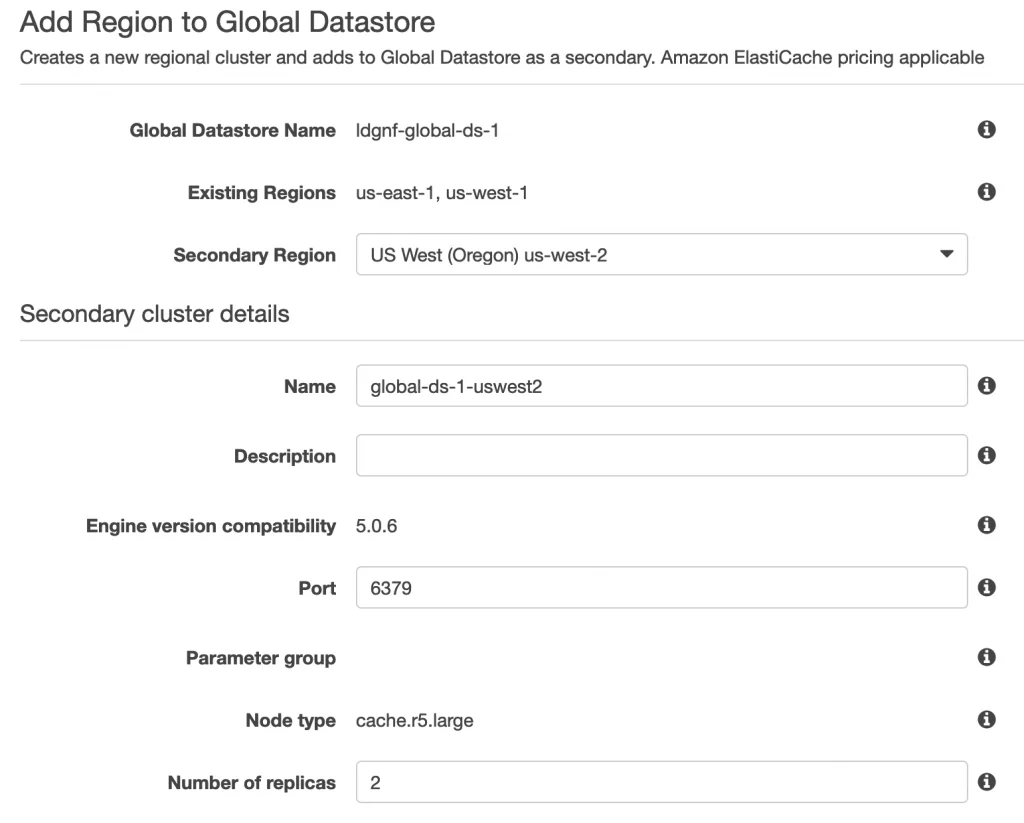 Add Region to Global Datastore
Creates a new regional cluster and adds to Global Datastore as a secondary. Amazon ElastiCache pricing applicable
Global Datastore Name ldgnf-global-ds-1
Existing Regions us-east-1, us-west-1
Secondary Region US West (Oregon) us-west-2
Secondary cluster details
Name global-ds-1-uswest2
Description
Engine version compatibility 5.0.6
Port 6379
Parameter group
Node type cache.r5.large
Number of replicas 2